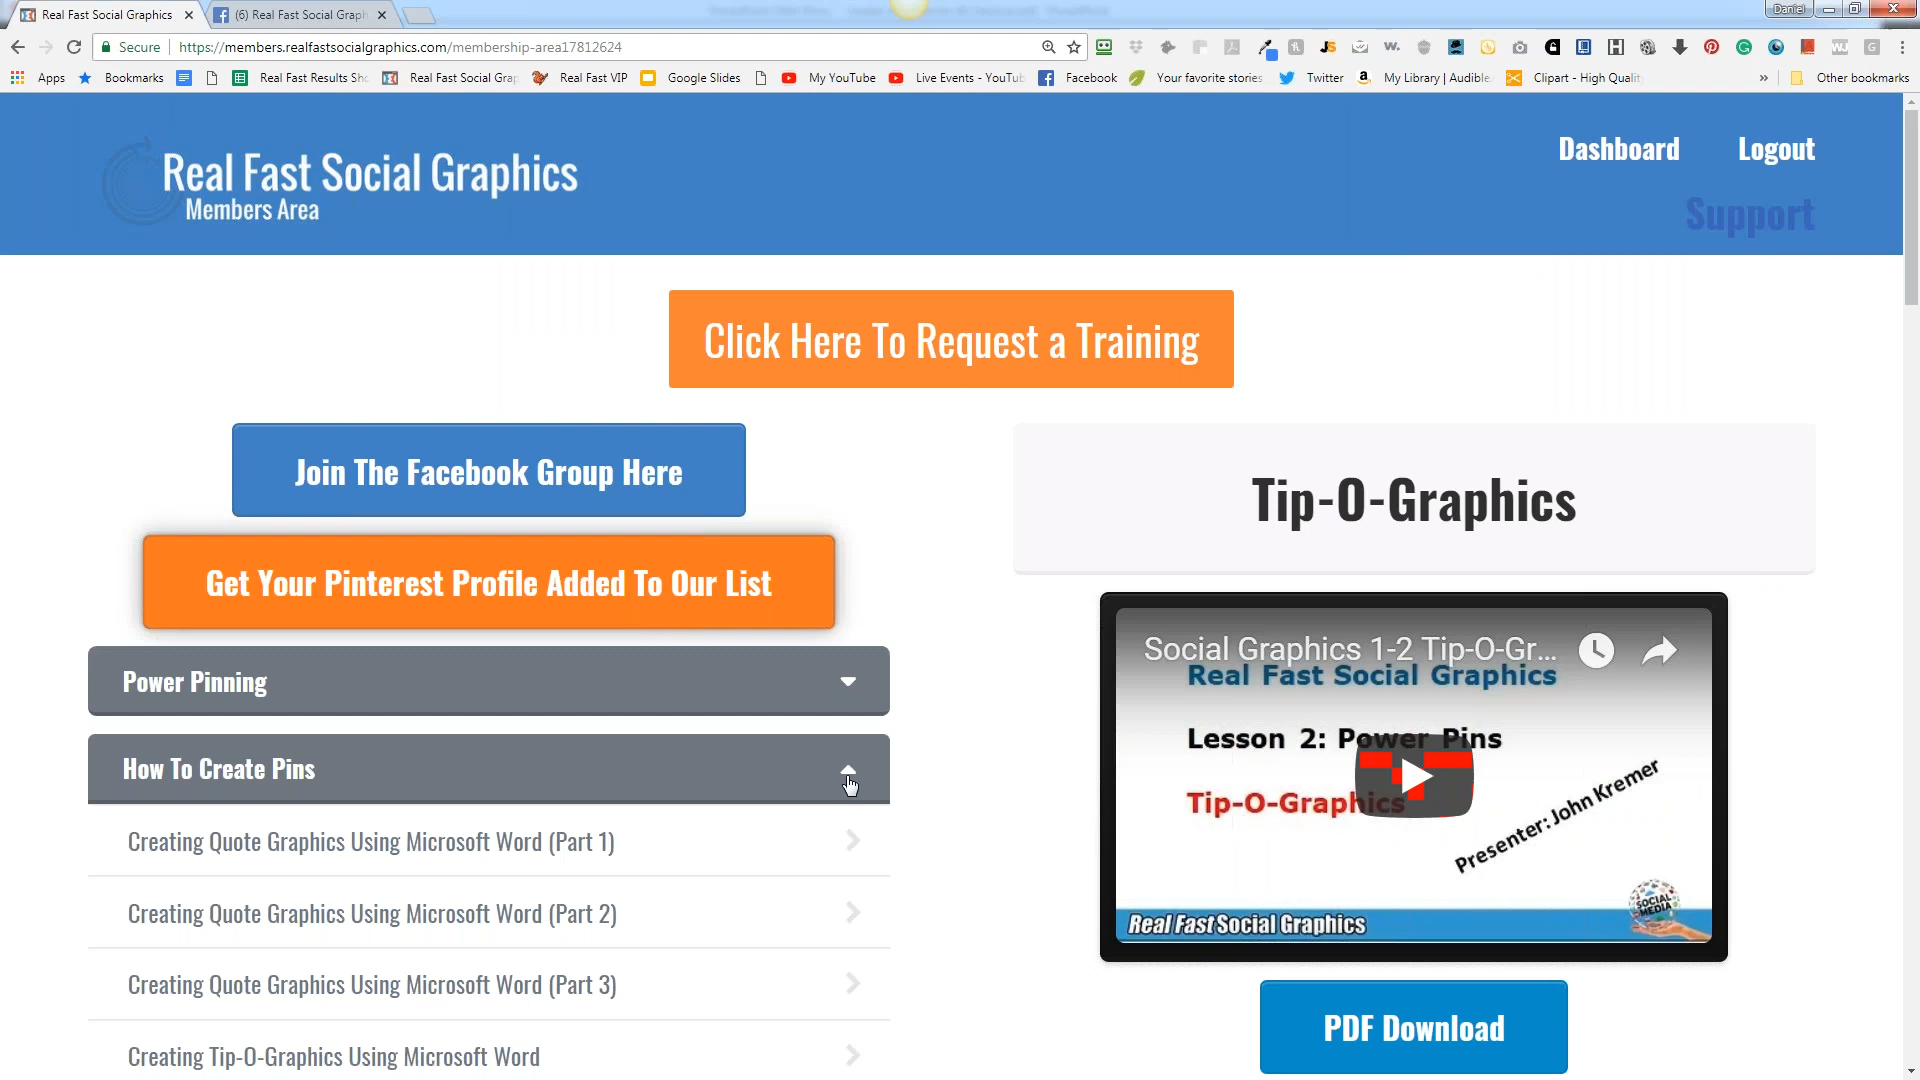 Real Fast Social Graphics
(6) Real Fast Social Graph
Daniel
Secure
https://members.realfastsocialgraphics.com/membership-area17812624
Apps
Bookmarks
Real Fast Results Sho
Real Fast Social Grap
Real Fast VIP
Google Slides
My YouTube
Live Events - YouTu
Facebook
Your favorite stories
Twitter
My Library | Audible
Clipart - High Qualit
»
Other bookmarks
Real Fast Social Graphics
Members Area
Dashboard
Logout
Support
Click Here To Request a Training
Join The Facebook Group Here
Get Your Pinterest Profile Added To Our List
Power Pinning
How To Create Pins
Creating Quote Graphics Using Microsoft Word (Part 1)
Creating Quote Graphics Using Microsoft Word (Part 2)
Creating Quote Graphics Using Microsoft Word (Part 3)
Creating Tip-O-Graphics Using Microsoft Word
Tip-O-Graphics
Social Graphics 1-2 Tip-O-Gr...
Real Fast Social Graphics
Lesson 2: Power Pins
Tip-O-Graphics
Presenter: John Kremer
SOCIAL
MEDIA
Real Fast Social Graphics
PDF Download